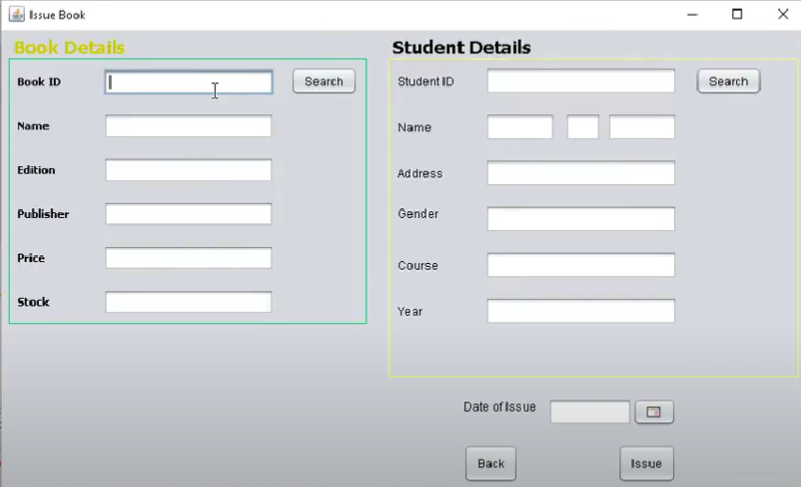 Issue Book
Book Details
Book ID
Search
Name
Edition
Publisher
Price
Stock
Student Details
Student ID
Search
Name
Address
Gender
Course
Year
Date of Issue
Back
Issue